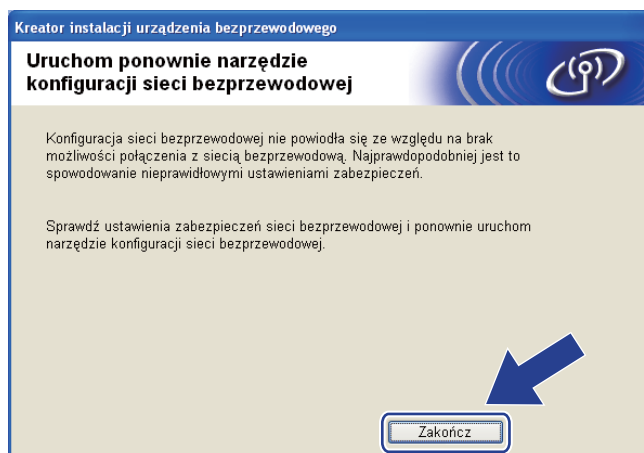 Kreator instalacji urządzenia bezprzewodowego
Uruchom ponownie narzędzie
konfiguracji sieci bezprzewodowej
Konfiguracja sieci bezprzewodowej nie powiodła się ze względu na brak
możliwości połączenia z siecią bezprzewodową. Najprawdopodobniej jest to
spowodowane nieprawidłowymi ustawieniami zabezpieczeń.
Sprawdź ustawienia zabezpieczeń sieci bezprzewodowej i ponownie uruchom
narzędzie konfiguracji sieci bezprzewodowej.
Zakończ